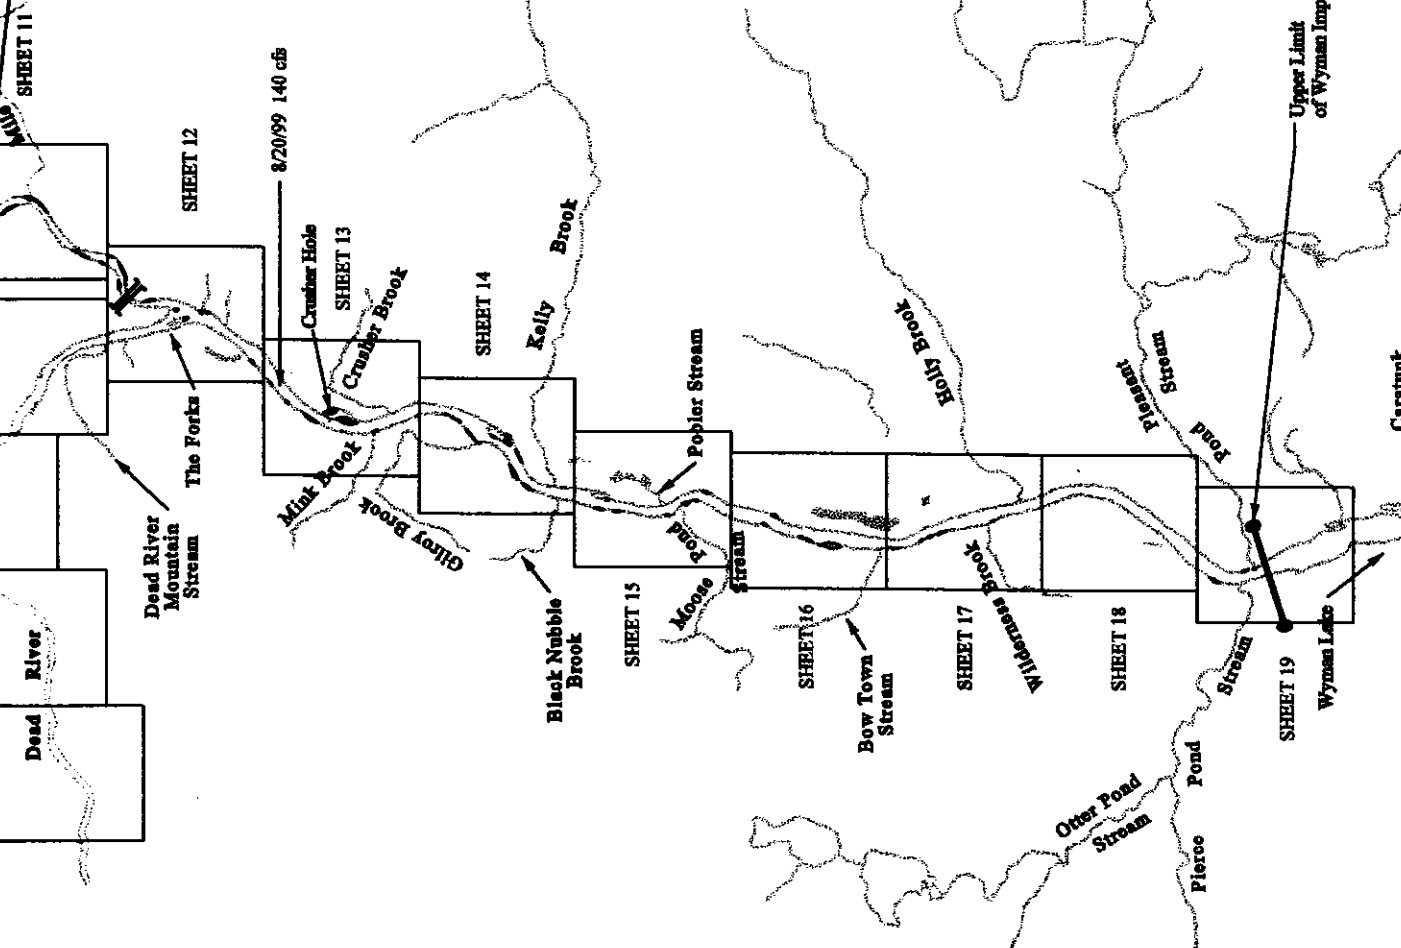 SHEET 11
Mile
SHEET 12
8/20/99 140 cfs
Crusher Hole
SHEET 13
Crusher Brook
SHEET 14
Kelly Brook
The Forks
Mink Brook
Gilroy Brook
Dead River
Mountain
Stream
Dead River
Black Nubble
Brook
SHEET 15
Pooler Stream
Moose Pond
Stream
SHEET 16
Bow Town
Stream
Holly Brook
SHEET 17
Wilderness Brook
SHEET 18
Pleasant
Pond
Stream
Upper Limit
of Wyman Imp
SHEET 19
Wyman Lake
Pierce Pond Stream
Otter Pond
Stream